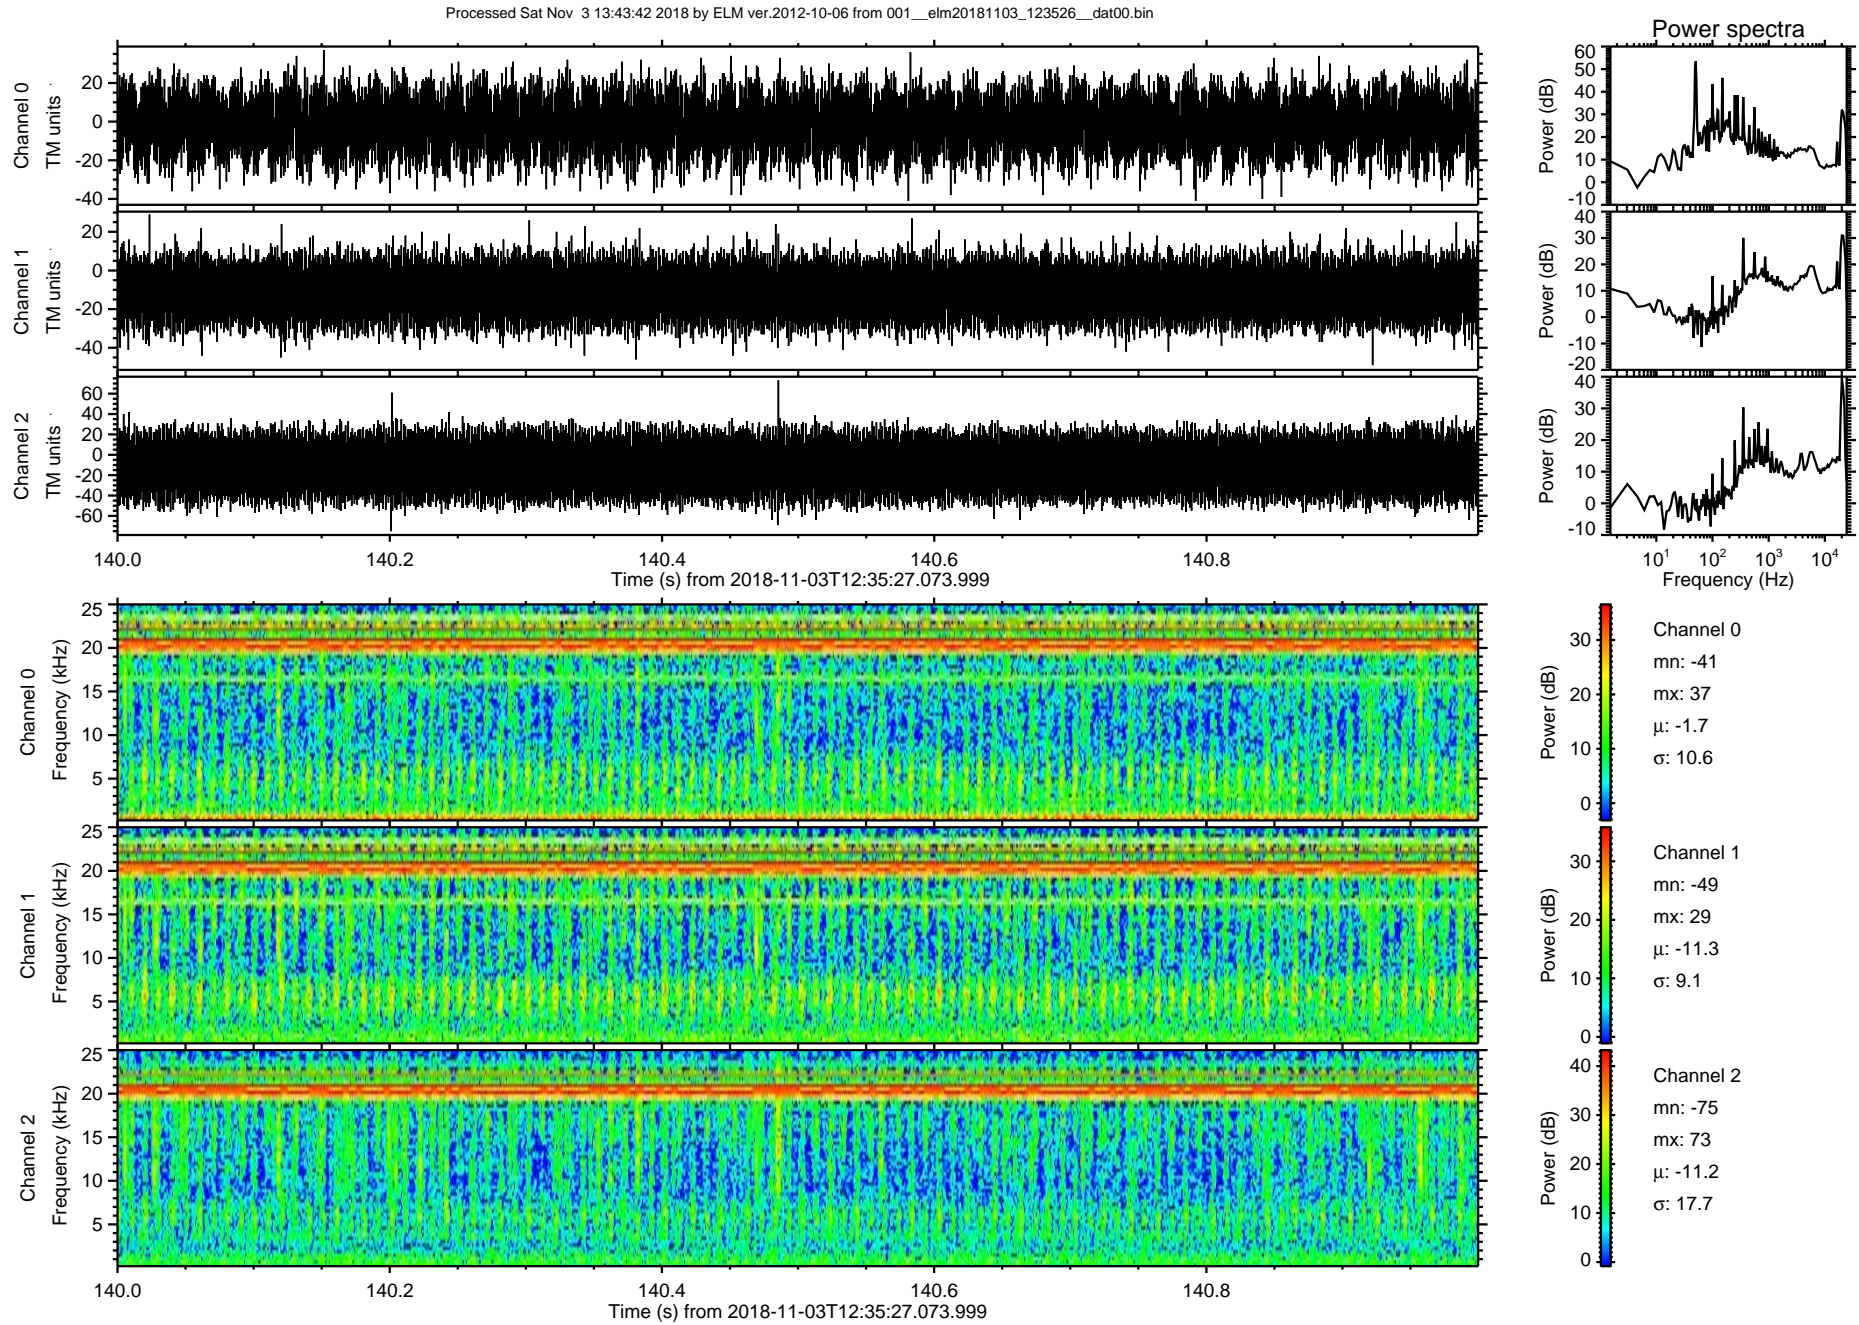 Processed Sat Nov  3 13:43:42 2018 by ELM ver.2012-10-06 from 001__elm20181103_123526__dat00.bin
Power spectra
Channel 0
TM units
20
0
-20
-40
Power (dB)
60
50
40
30
20
10
0
-10
Channel 1
TM units
20
0
-20
-40
Power (dB)
40
30
20
10
0
-10
-20
Channel 2
TM units
60
40
20
0
-20
-40
-60
Power (dB)
40
30
20
10
0
-10
140.0 140.2 140.4 140.6 140.8
Time (s) from 2018-11-03T12:35:27.073.999
10¹ 10² 10³ 10⁴
Frequency (Hz)
Channel 0
Frequency (kHz)
25
20
15
10
5
Power (dB)
30
20
10
0
Channel 0
mn: -41
mx: 37
μ: -1.7
σ: 10.6
Channel 1
Frequency (kHz)
25
20
15
10
5
Power (dB)
30
20
10
0
Channel 1
mn: -49
mx: 29
μ: -11.3
σ: 9.1
Channel 2
Frequency (kHz)
25
20
15
10
5
Power (dB)
40
30
20
10
0
Channel 2
mn: -75
mx: 73
μ: -11.2
σ: 17.7
140.0 140.2 140.4 140.6 140.8
Time (s) from 2018-11-03T12:35:27.073.999